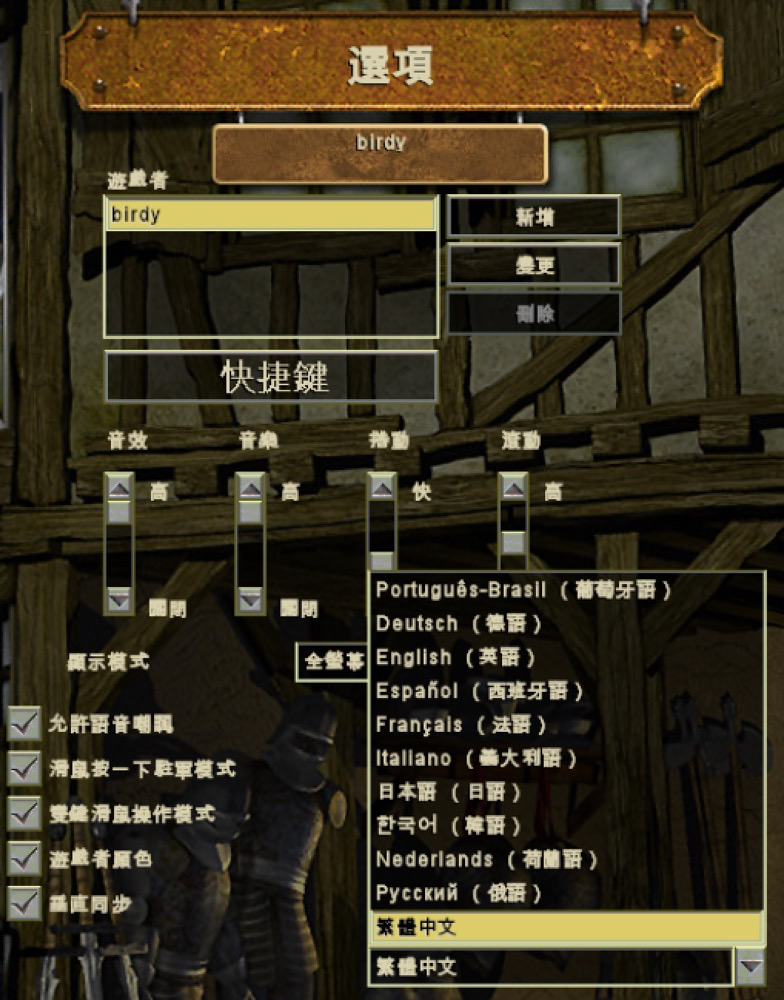 選項
birdy
遊戲者
birdy
新增
變更
刪除
快捷鍵
音效
音樂
捲動
滾動
高
高
快
高
關閉
關閉
顯示模式
全螢幕
允許語音嘲諷
滑鼠按一下駐軍模式
雙鍵滑鼠操作模式
遊戲者顏色
垂直同步
Português-Brasil (葡萄牙語)
Deutsch (德語)
English (英語)
Español (西班牙語)
Français (法語)
Italiano (義大利語)
日本語 (日語)
한국어 (韓語)
Nederlands (荷蘭語)
Русский (俄語)
繁體中文
繁體中文